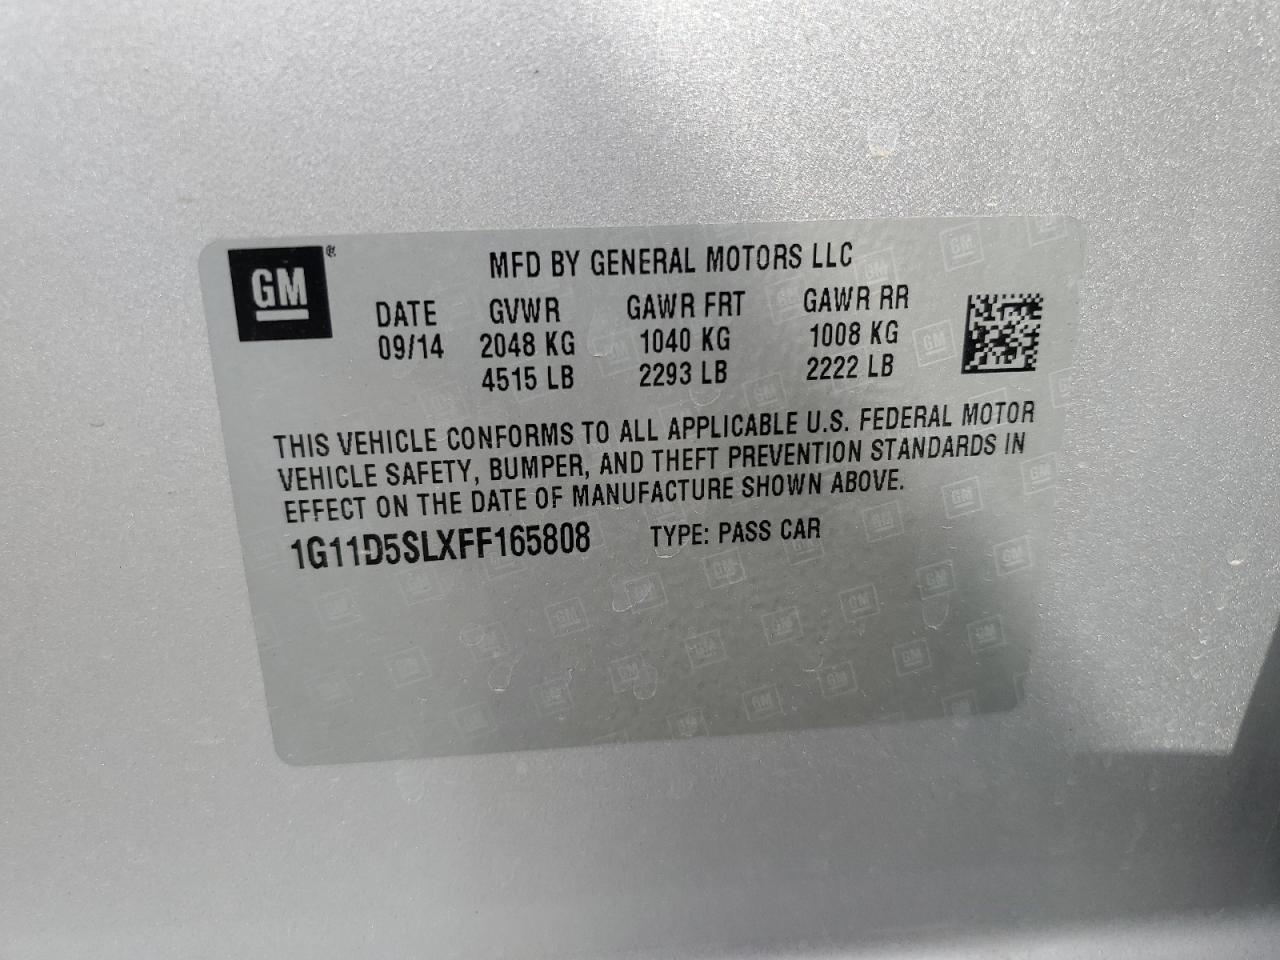 GM ®
MFD BY GENERAL MOTORS LLC
DATE GVWR GAWR FRT GAWR RR
09/14 2048 KG 1040 KG 1008 KG
4515 LB 2293 LB 2222 LB
THIS VEHICLE CONFORMS TO ALL APPLICABLE U.S. FEDERAL MOTOR
VEHICLE SAFETY, BUMPER, AND THEFT PREVENTION STANDARDS IN
EFFECT ON THE DATE OF MANUFACTURE SHOWN ABOVE.
1G11D5SLXFF165808 TYPE: PASS CAR